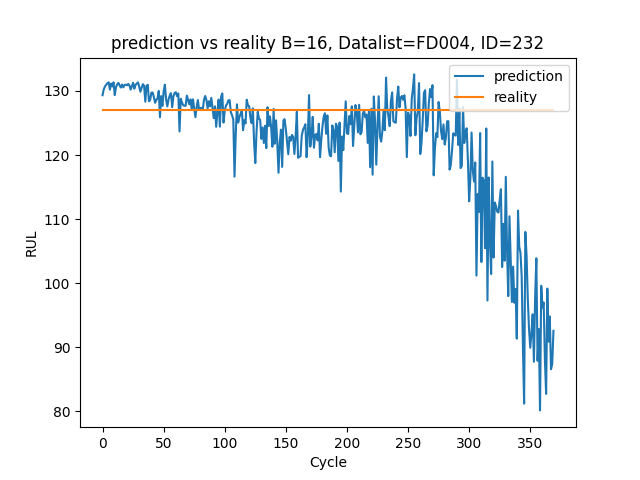 prediction vs reality B=16, Datalist=FD004, ID=232
prediction
reality
RUL
130
120
110
100
90
80
0 50 100 150 200 250 300 350
Cycle